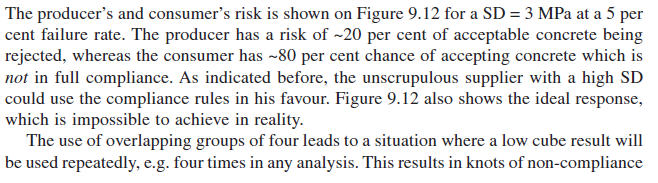 The producer's and consumer's risk is shown on Figure 9.12 for a SD = 3 MPa at a 5 per
cent failure rate. The producer has a risk of ~20 per cent of acceptable concrete being
rejected, whereas the consumer has ~80 per cent chance of accepting concrete which is
not in full compliance. As indicated before, the unscrupulous supplier with a high SD
could use the compliance rules in his favour. Figure 9.12 also shows the ideal response,
which is impossible to achieve in reality.
The use of overlapping groups of four leads to a situation where a low cube result will
be used repeatedly, e.g. four times in any analysis. This results in knots of non-compliance